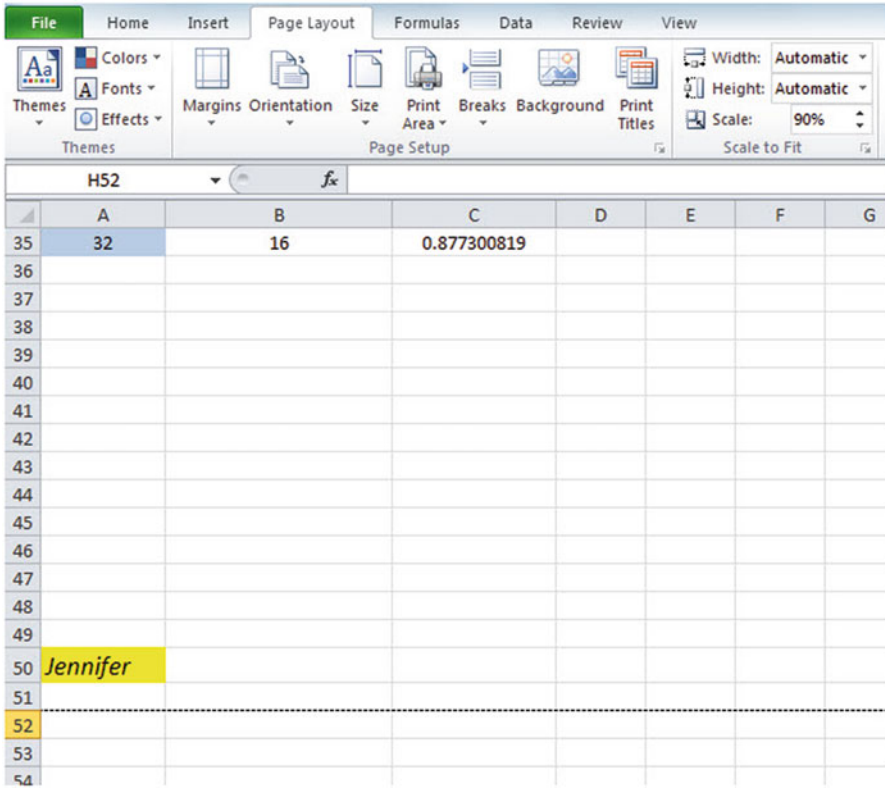 File Home Insert Page Layout Formulas Data Review View
Colors Width: Automatic
Aa A Fonts Height: Automatic
Themes Effects Margins Orientation Size Print Area Breaks Background Print Titles Scale: 90%
Themes Page Setup Scale to Fit
H52 fx
A B C D E F G
35 32 16 0.877300819
36
37
38
39
40
41
42
43
44
45
46
47
48
49
50 Jennifer
51
52
53
54